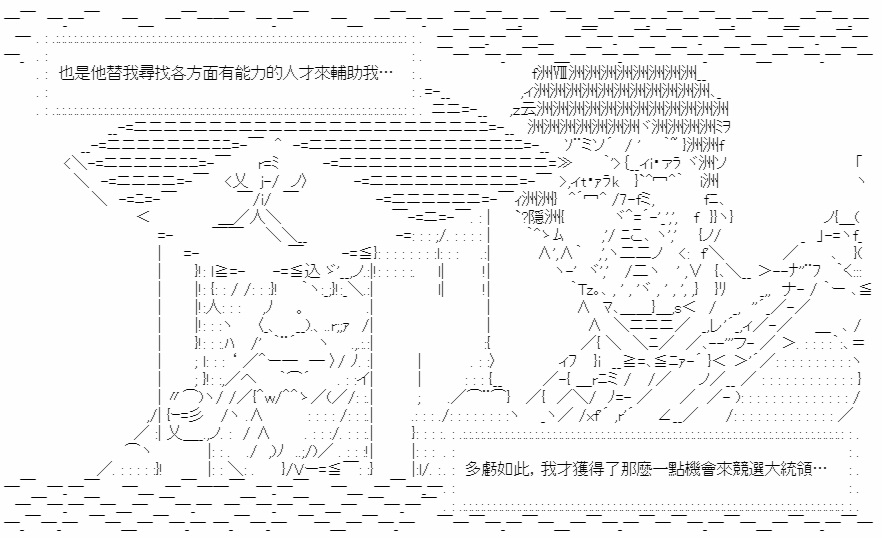 也是他替我尋找各方面有能力的人才來輔助我…
多虧如此，我才獲得了那麼一點機會來競選大統領…